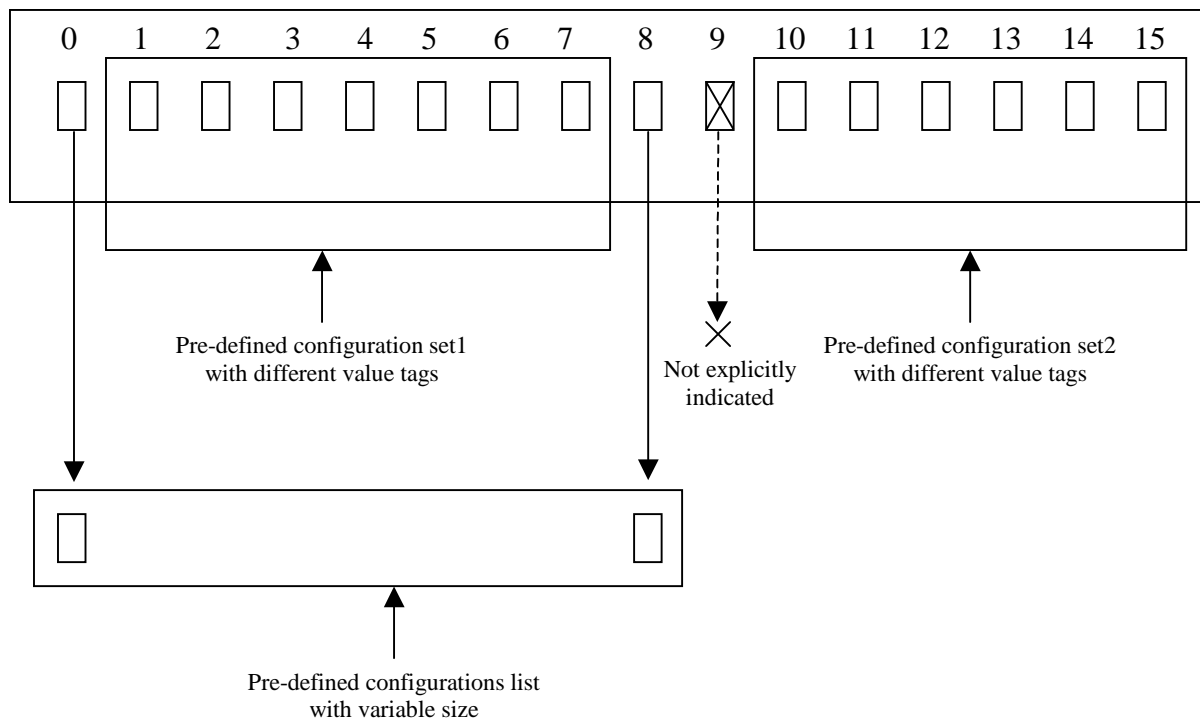 0 1 2 3 4 5 6 7 8 9 10 11 12 13 14 15
Pre-defined configuration set1
with different value tags
Not explicitly
indicated
Pre-defined configuration set2
with different value tags
Pre-defined configurations list
with variable size